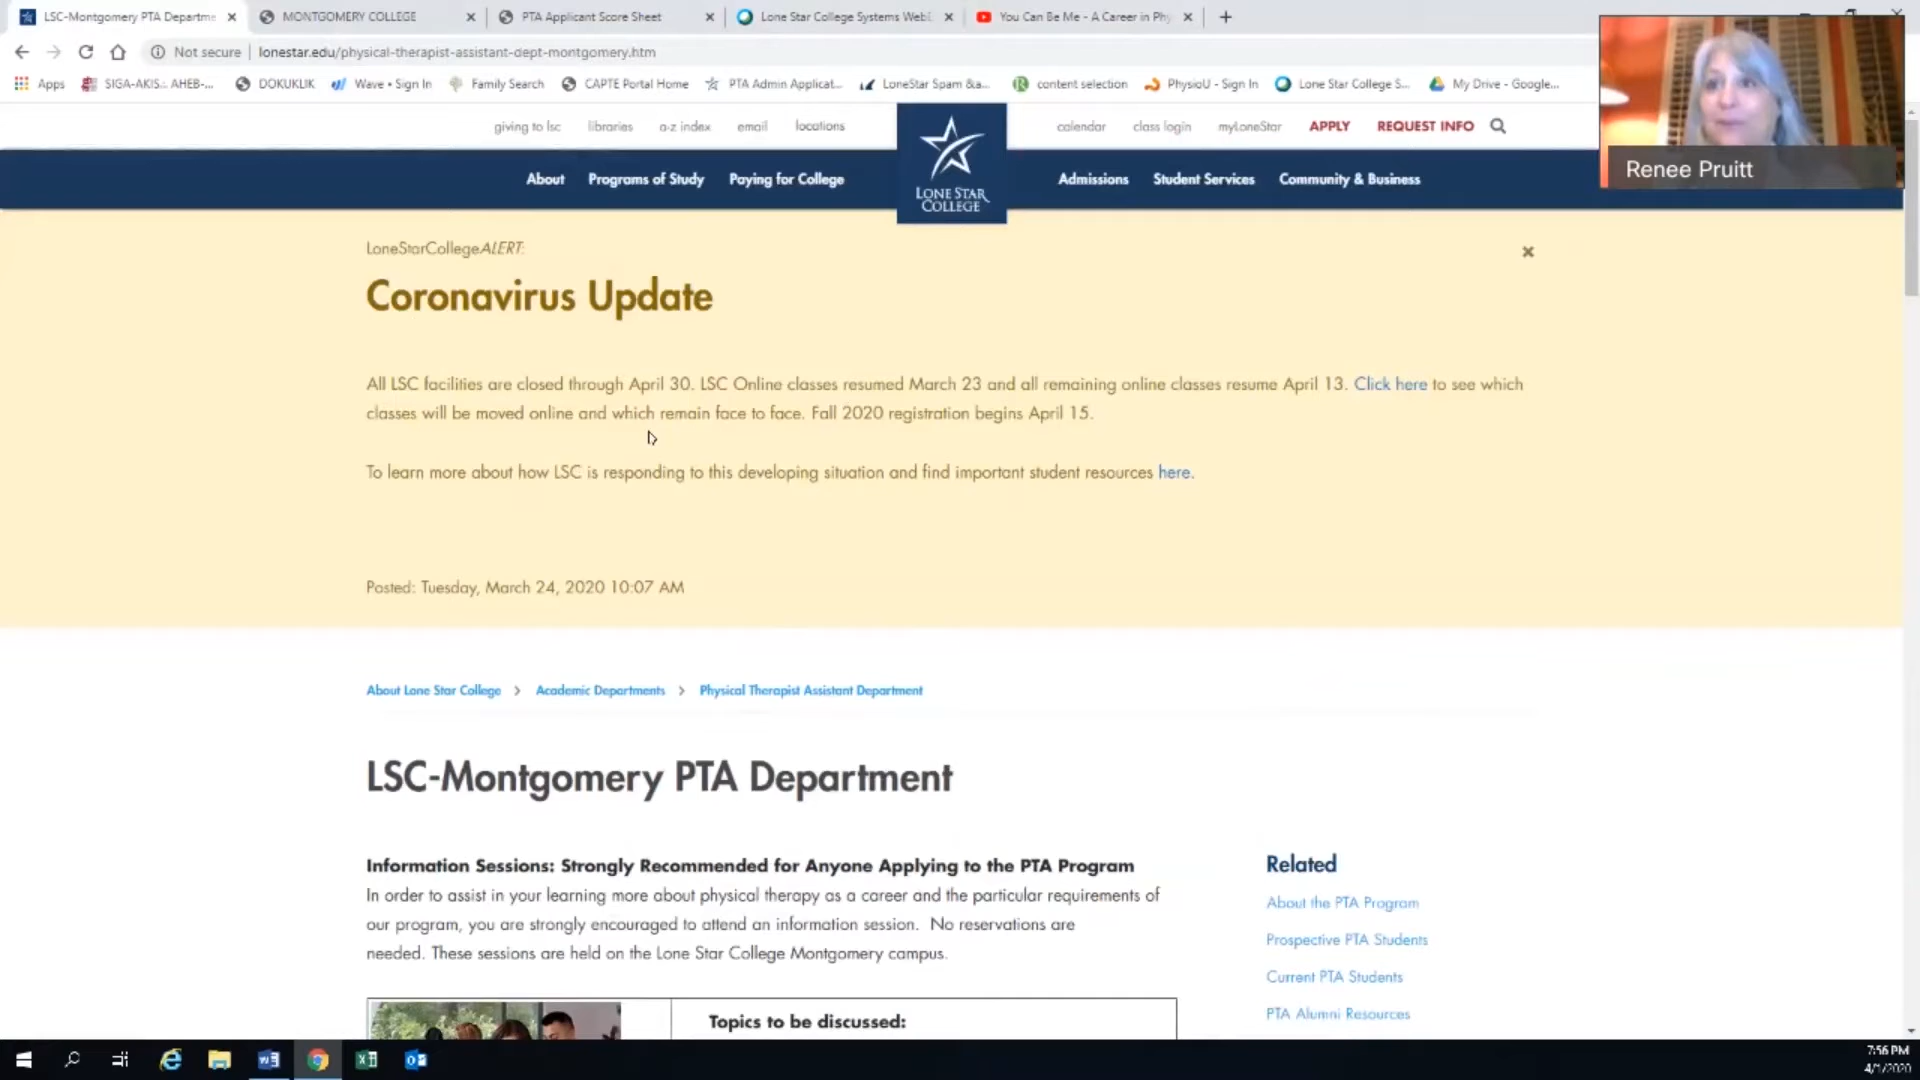 LSC-Montgomery PTA Departme
MONTGOMERY COLLEGE
PTA Applicant Score Sheet
Lone Star College Systems WebE
You Can Be Me - A Career in Phy
Not secure
lonestar.edu/physical-therapist-assistant-dept-montgomery.htm
Apps
SIGA-AKIS.:. AHEB-...
DOKUKLIK
Wave • Sign In
Family Search
CAPTE Portal Home
PTA Admin Applicat...
LoneStar Spam &a...
content selection
PhysioU - Sign In
Lone Star College S...
My Drive - Google...
Renee Pruitt
giving to lsc
libraries
a-z index
email
locations
calendar
class login
myLoneStar
APPLY
REQUEST INFO
About
Programs of Study
Paying for College
LONE STAR
COLLEGE
Admissions
Student Services
Community & Business
LoneStarCollegeALERT:
Coronavirus Update
All LSC facilities are closed through April 30. LSC Online classes resumed March 23 and all remaining online classes resume April 13. Click here to see which
classes will be moved online and which remain face to face. Fall 2020 registration begins April 15.
To learn more about how LSC is responding to this developing situation and find important student resources here.
Posted: Tuesday, March 24, 2020 10:07 AM
About Lone Star College > Academic Departments > Physical Therapist Assistant Department
LSC-Montgomery PTA Department
Information Sessions: Strongly Recommended for Anyone Applying to the PTA Program
In order to assist in your learning more about physical therapy as a career and the particular requirements of
our program, you are strongly encouraged to attend an information session. No reservations are
needed. These sessions are held on the Lone Star College Montgomery campus.
Topics to be discussed:
Related
About the PTA Program
Prospective PTA Students
Current PTA Students
PTA Alumni Resources
7:56 PM
4/1/2020